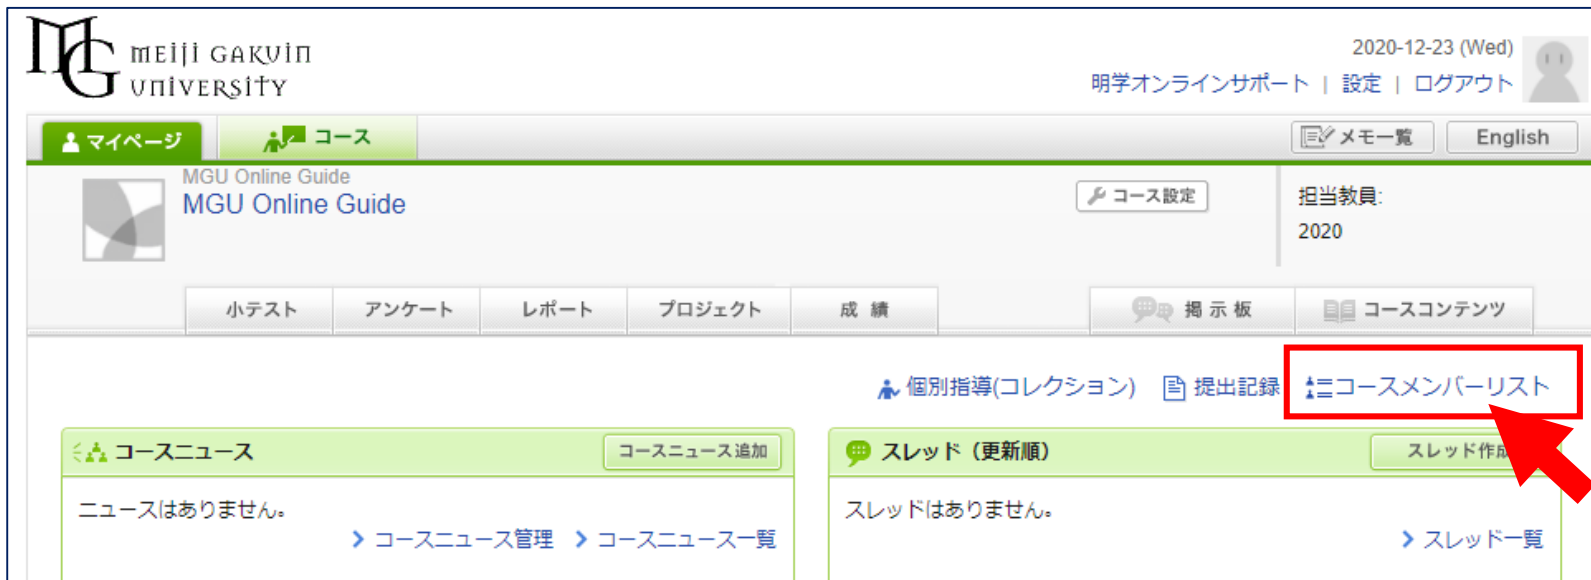 MEIJI GAKUIN
UNIVERSITY
2020-12-23 (Wed)
明学オンラインサポート | 設定 | ログアウト
マイページ
コース
メモ一覧
English
MGU Online Guide
MGU Online Guide
コース設定
担当教員:
2020
小テスト
アンケート
レポート
プロジェクト
成績
掲示板
コースコンテンツ
個別指導(コレクション)
提出記録
コースメンバーリスト
コースニュース
コースニュース追加
スレッド（更新順）
スレッド作成
ニュースはありません。
コースニュース管理
コースニュース一覧
スレッドはありません。
スレッド一覧